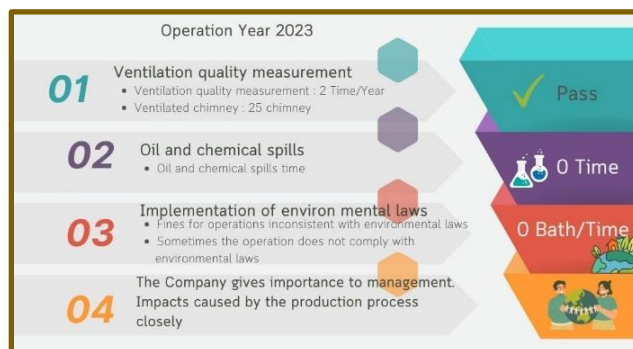 Operation Year 2023
01
Ventilation quality measurement
• Ventilation quality measurement : 2 Time/Year
• Ventilated chimney : 25 chimney
Pass
02
Oil and chemical spills
• Oil and chemical spills time
0 Time
03
Implementation of environ mental laws
• Fines for operations inconsistent with environmental laws
• Sometimes the operation does not comply with
environmental laws
0 Bath/Time
04
The Company gives importance to management.
Impacts caused by the production process
closely